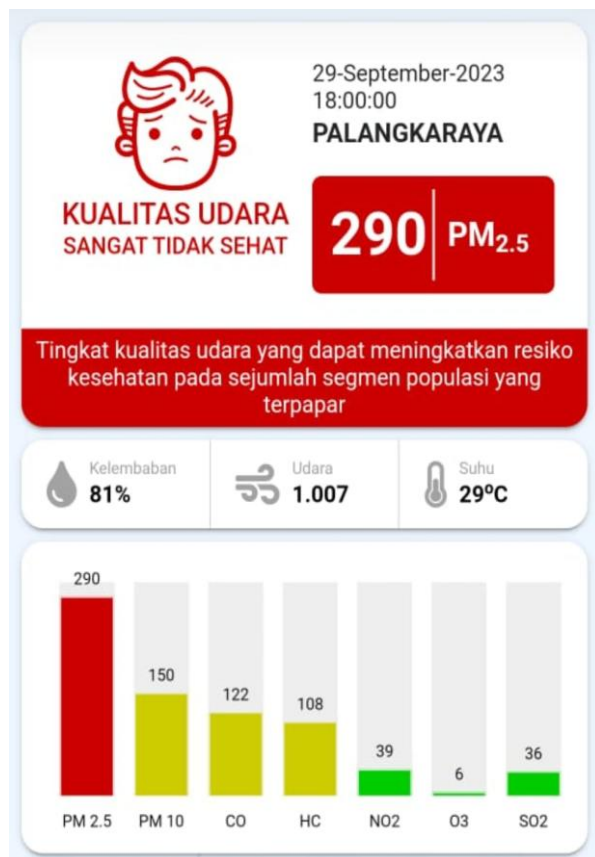 29-September-2023
18:00:00
PALANGKARAYA
KUALITAS UDARA
SANGAT TIDAK SEHAT
290 PM2.5
Tingkat kualitas udara yang dapat meningkatkan resiko
kesehatan pada sejumlah segmen populasi yang
terpapar
Kelembaban
81%
Udara
1.007
Suhu
29ºC
290
150
122
108
39
6
36
PM 2.5 PM 10 CO HC NO2 O3 SO2